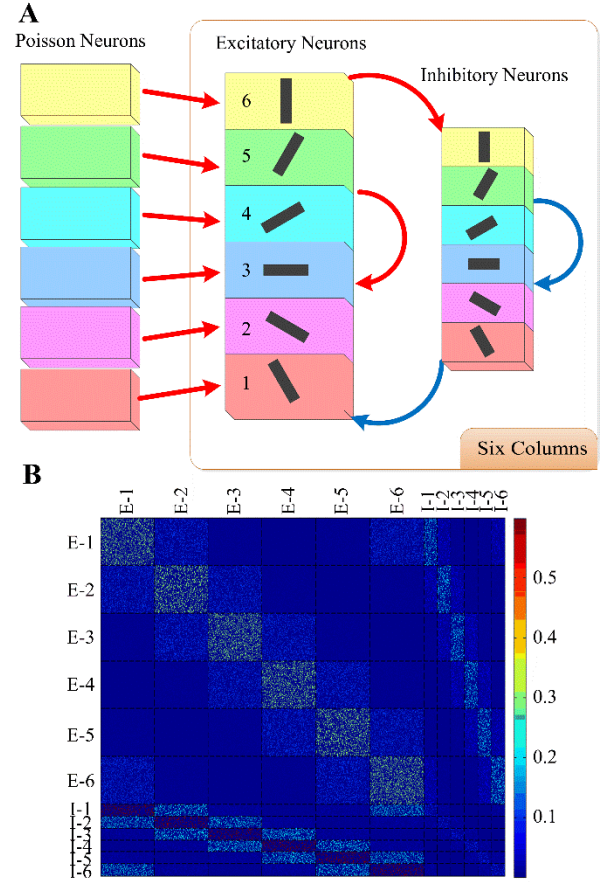 A
Poisson Neurons
Excitatory Neurons
Inhibitory Neurons
6
5
4
3
2
1
Six Columns
B
E-1 E-2 E-3 E-4 E-5 E-6 I-1 I-2 I-3 I-4 I-5 I-6
E-1
E-2
E-3
E-4
E-5
E-6
I-1
I-2
I-3
I-4
I-5
I-6
0.5
0.4
0.3
0.2
0.1